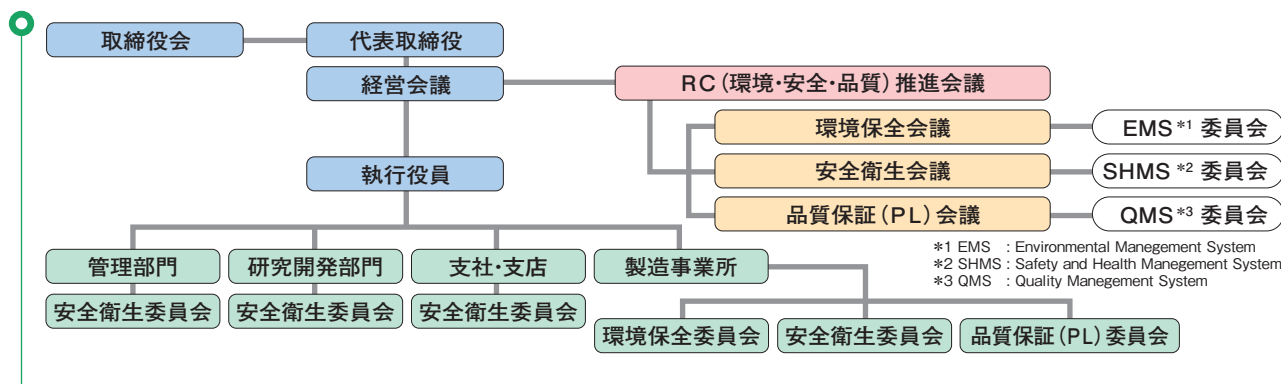 取締役会
代表取締役
経営会議
RC（環境・安全・品質）推進会議
環境保全会議
EMS*1 委員会
執行役員
安全衛生会議
SHMS*2 委員会
品質保証（PL）会議
QMS*3 委員会
*1 EMS : Environmental Management System
*2 SHMS : Safety and Health Management System
*3 QMS : Quality Management System
管理部門
研究開発部門
支社・支店
製造事業所
安全衛生委員会
安全衛生委員会
安全衛生委員会
環境保全委員会
安全衛生委員会
品質保証（PL）委員会